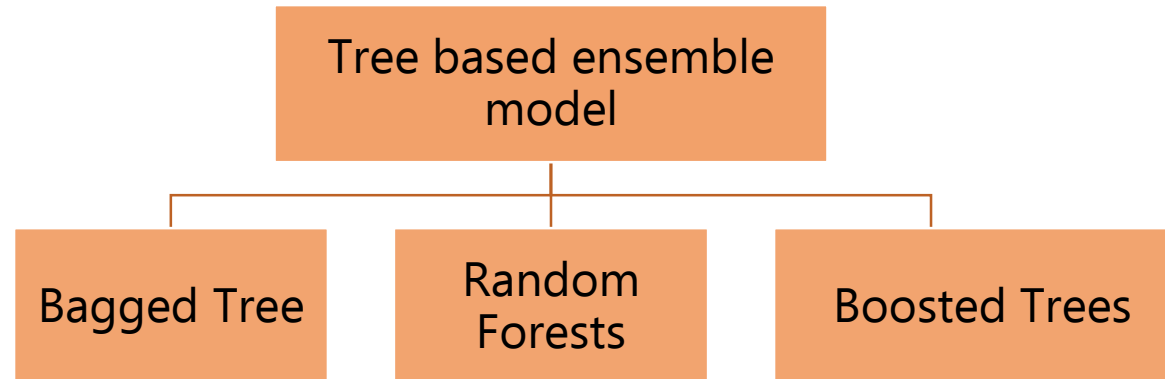 Tree based ensemble
model
Bagged Tree
Random
Forests
Boosted Trees